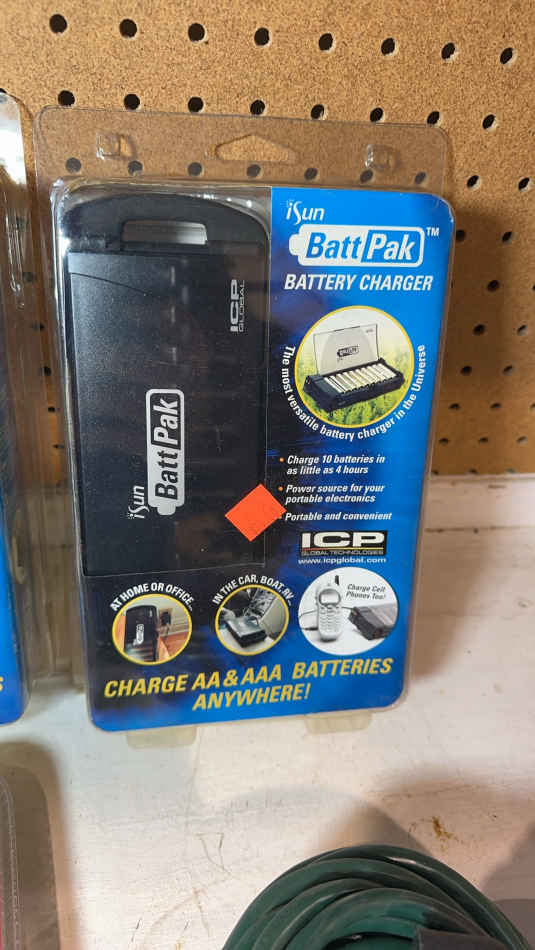 iSun
BattPak™
BATTERY CHARGER
ICP
GLOBAL
iSun
BattPak
The most versatile battery charger in the Universe
• Charge 10 batteries in
as little as 4 hours
• Power source for your
portable electronics
• Portable and convenient
ICP
GLOBAL TECHNOLOGIES
www.icpglobal.com
AT HOME OR OFFICE...
IN THE CAR, BOAT, RV...
Charge Cell
Phones Too!
CHARGE AA & AAA BATTERIES
ANYWHERE!
S